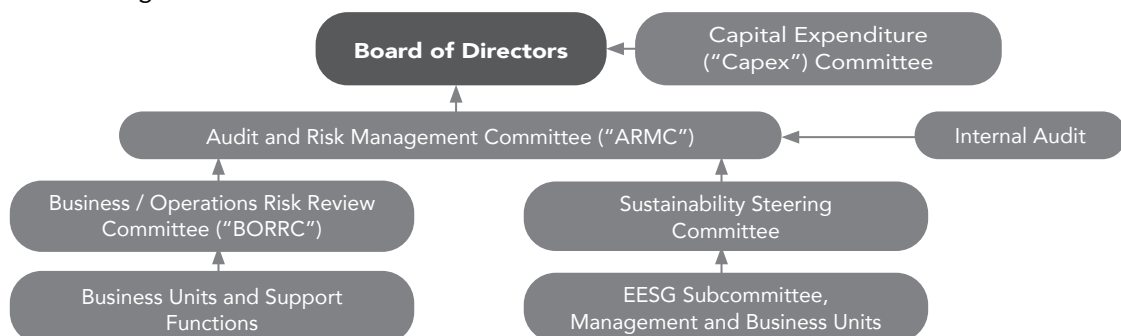 Board of Directors
Capital Expenditure
("Capex") Committee
Audit and Risk Management Committee ("ARMC")
Internal Audit
Business / Operations Risk Review
Committee ("BORRC")
Sustainability Steering
Committee
Business Units and Support
Functions
EESG Subcommittee,
Management and Business Units